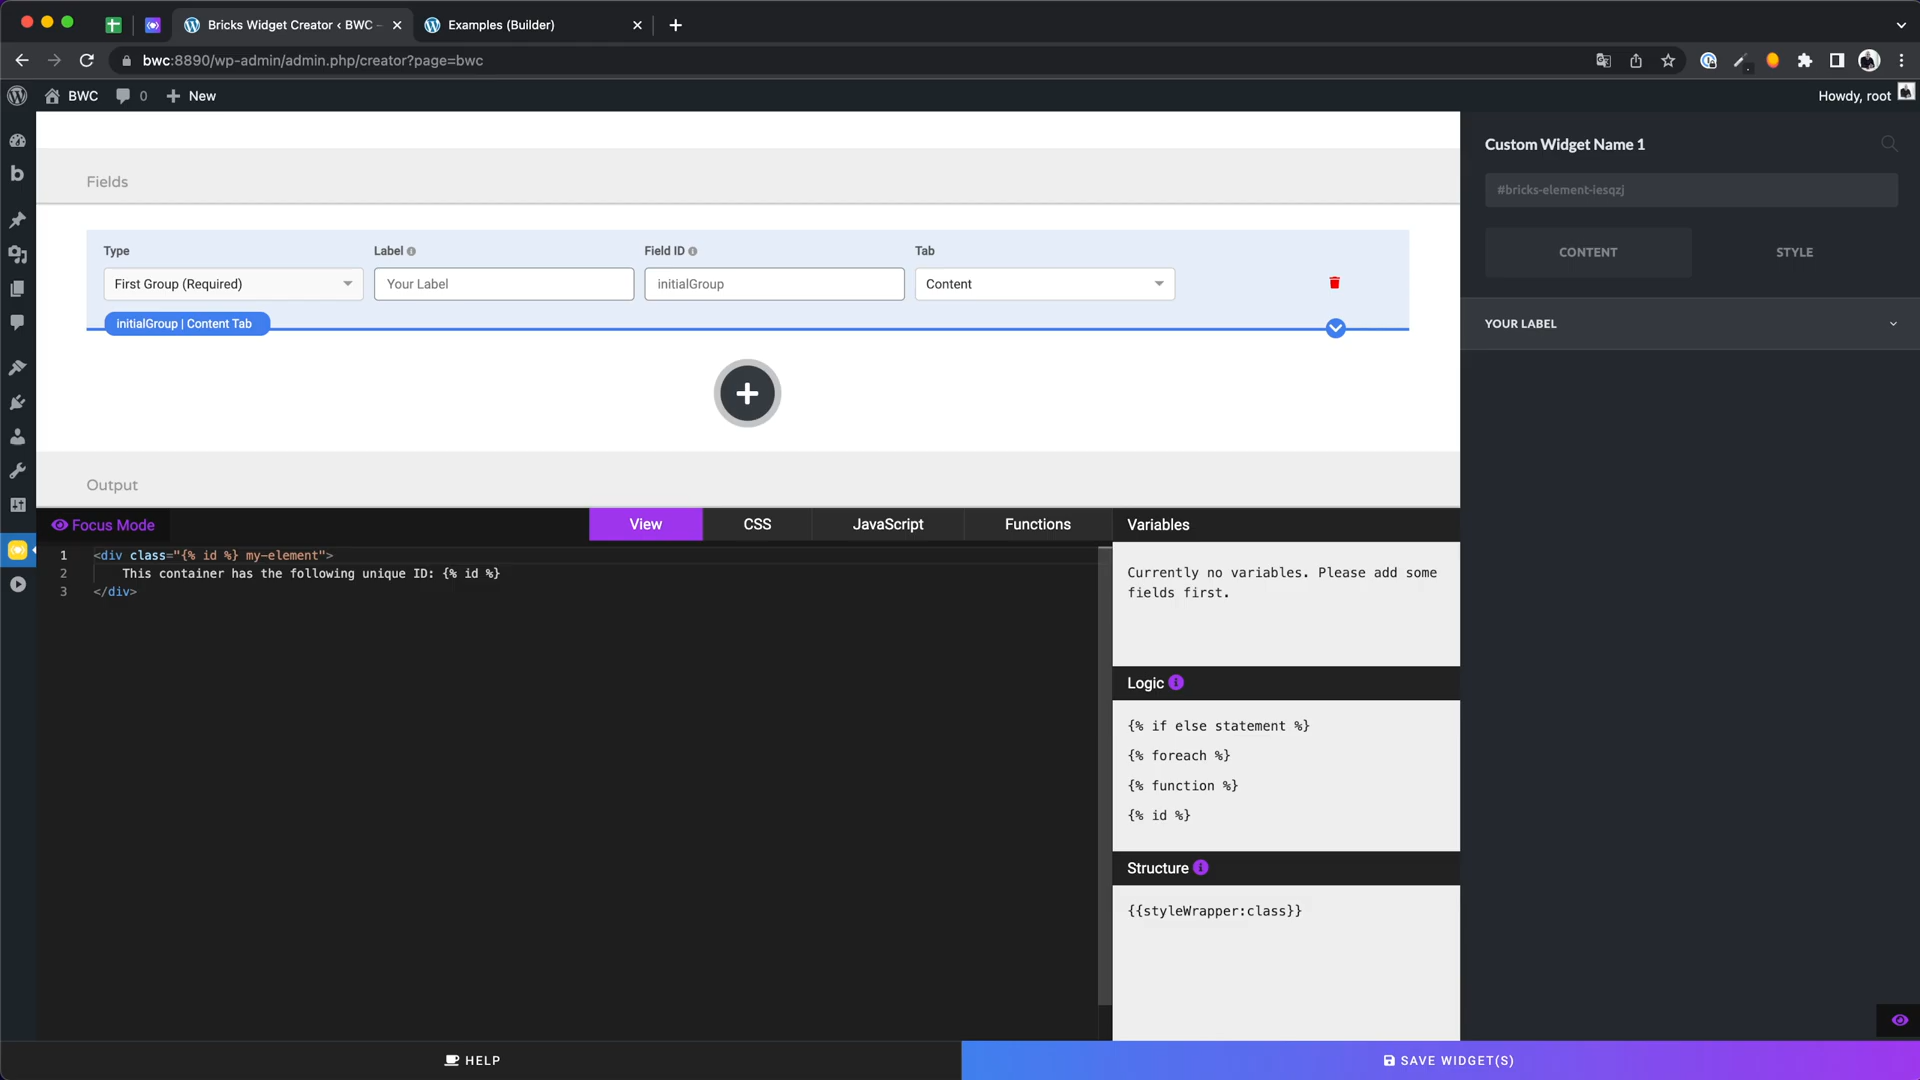 Bricks Widget Creator ‹ BWC –
Examples (Builder)
bwc:8890/wp-admin/admin.php/creator?page=bwc
BWC
0
New
Howdy, root
Fields
Type
Label
Field ID
Tab
First Group (Required)
Your Label
initialGroup
Content
initialGroup | Content Tab
Output
Focus Mode
View
CSS
JavaScript
Functions
Variables
1 <div class="{% id %} my-element">
2 This container has the following unique ID: {% id %}
3 </div>
Currently no variables. Please add some
fields first.
Logic
{% if else statement %}
{% foreach %}
{% function %}
{% id %}
Structure
{{styleWrapper:class}}
Custom Widget Name 1
#bricks-element-iesqzj
CONTENT
STYLE
YOUR LABEL
HELP
SAVE WIDGET(S)